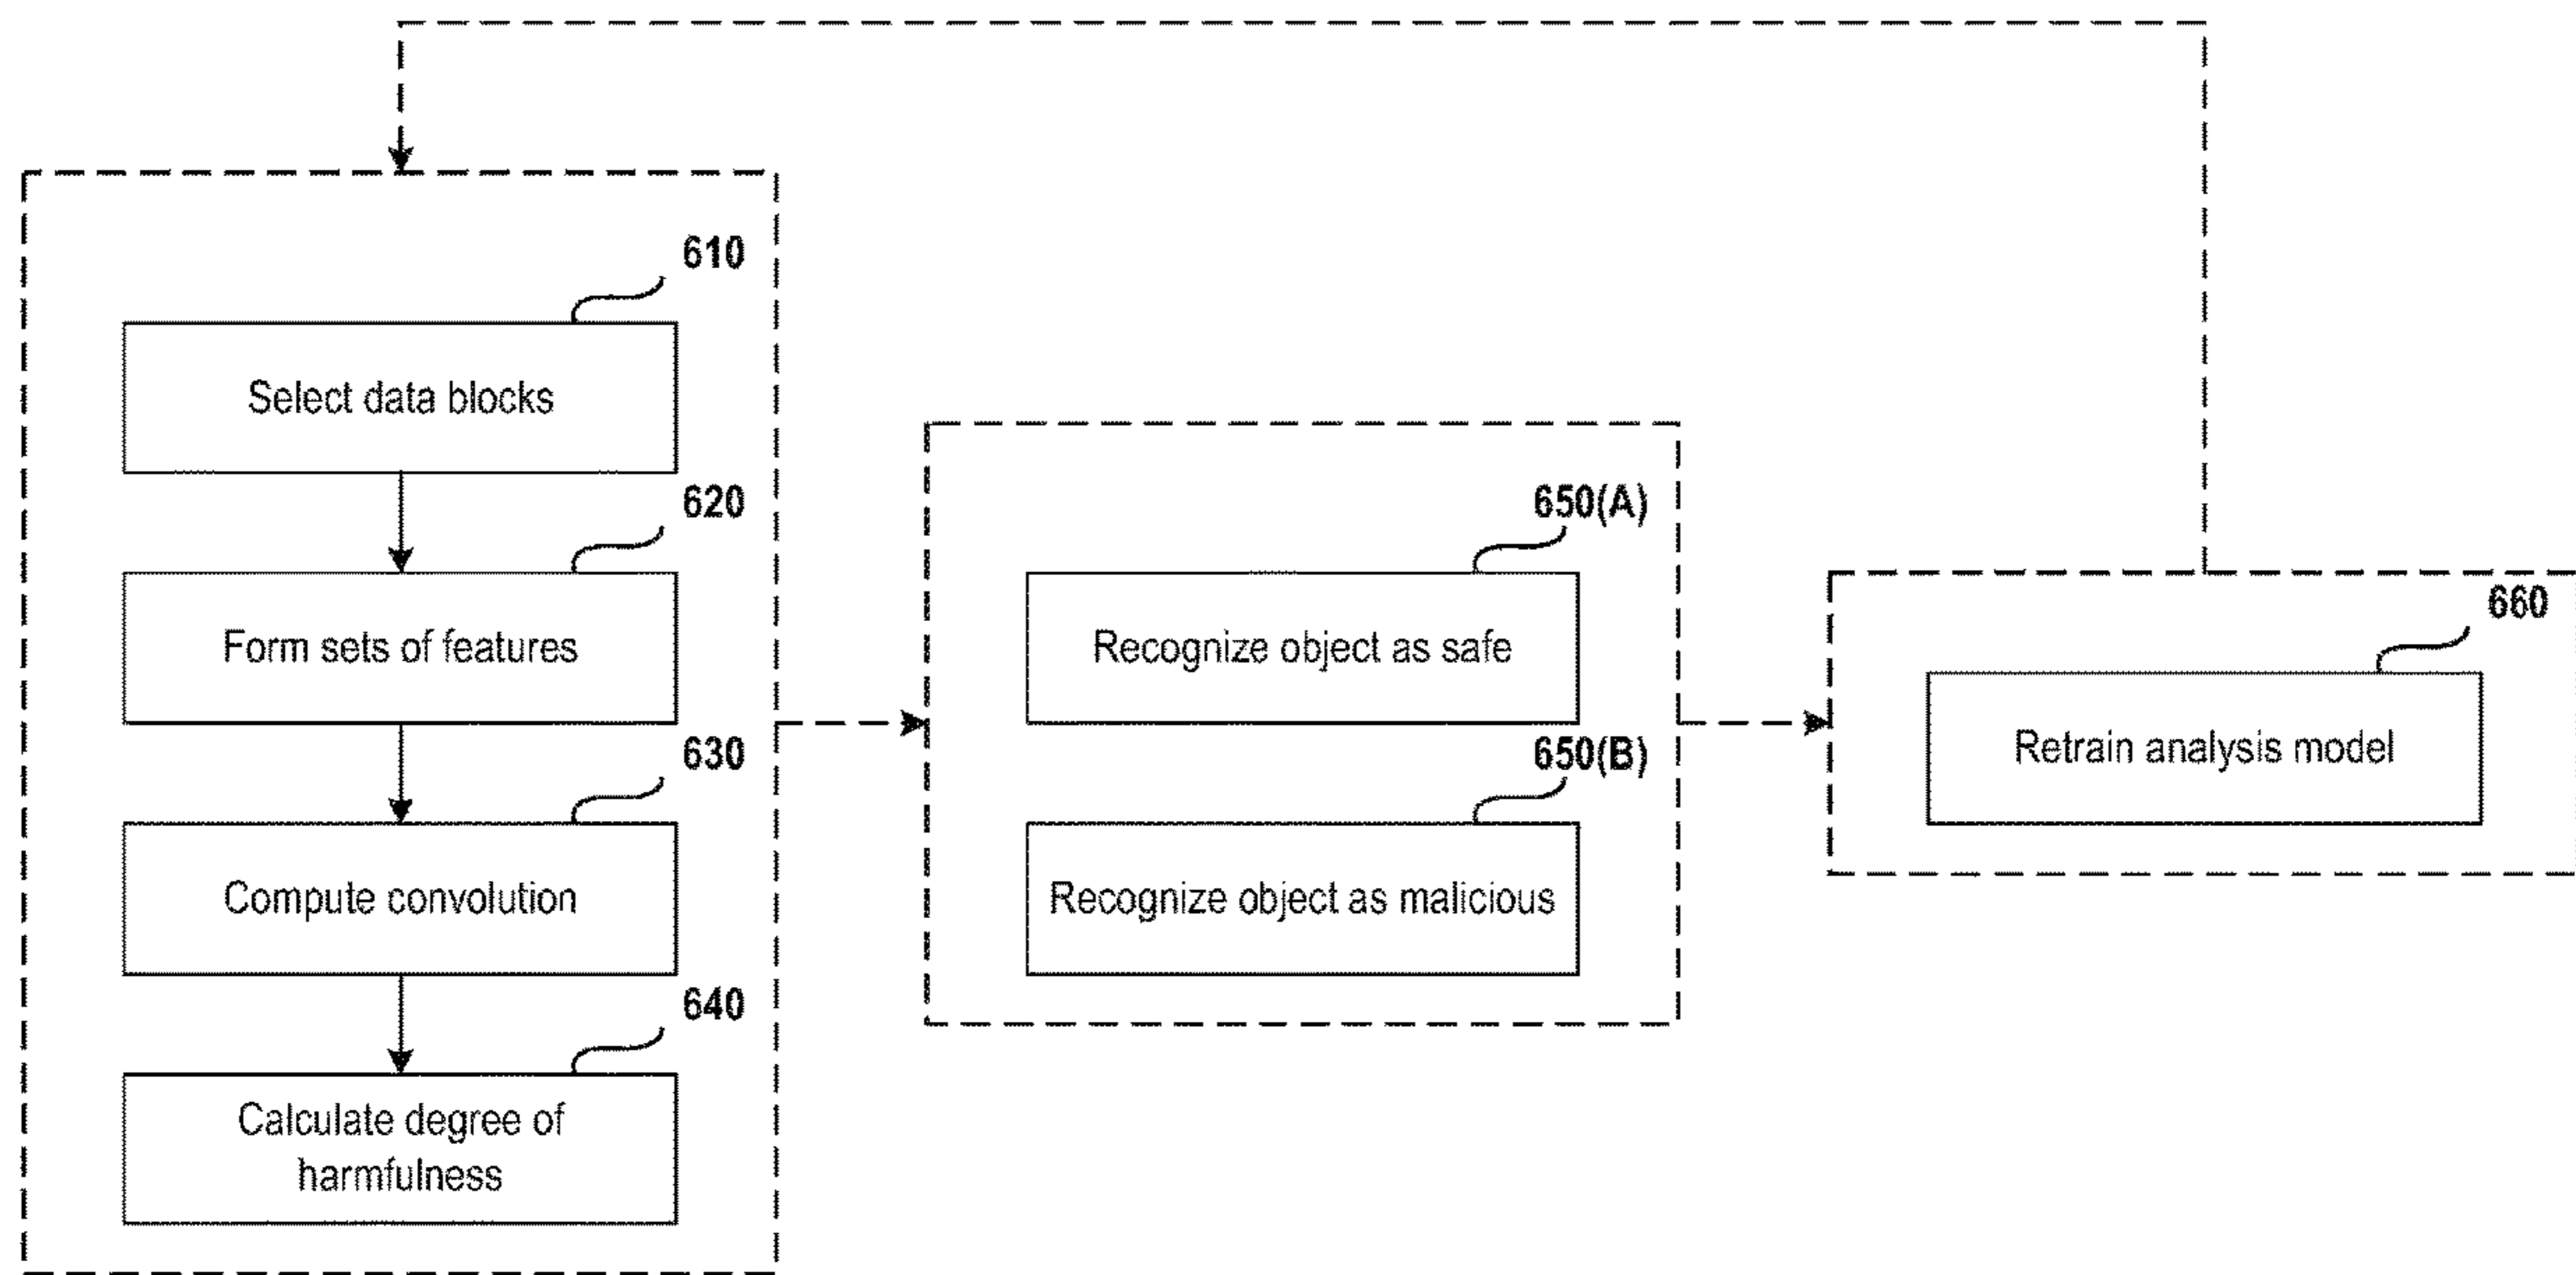 610
Select data blocks
620
Form sets of features
630
Compute convolution
640
Calculate degree of
harmfulness
650(A)
Recognize object as safe
650(B)
Recognize object as malicious
660
Retrain analysis model